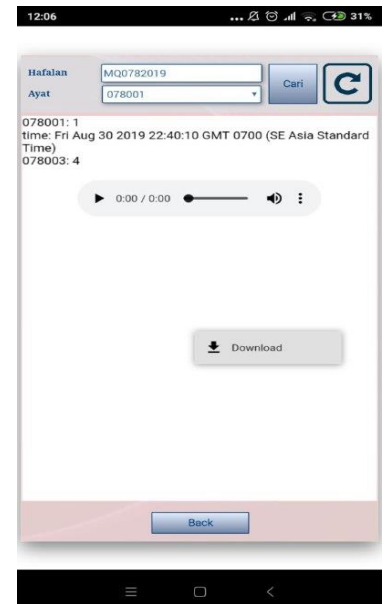 12:06
31%
Hafalan
MQ0782019
Cari
Ayat
078001
078001: 1
time: Fri Aug 30 2019 22:40:10 GMT 0700 (SE Asia Standard
Time)
078003: 4
0:00 / 0:00
Download
Back